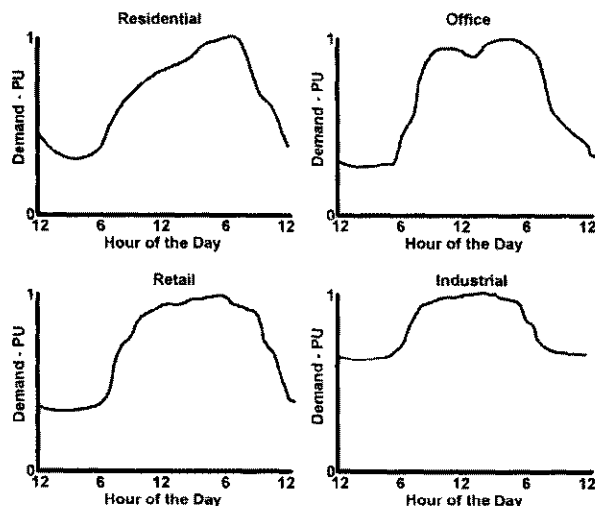 Residential
1
Demand - PU
0
12 6 12 6 12
Hour of the Day
Office
1
Demand - PU
0
12 6 12 6 12
Hour of the Day
Retail
1
Demand - PU
0
12 6 12 6 12
Hour of the Day
Industrial
1
Demand - PU
0
12 6 12 6 12
Hour of the Day